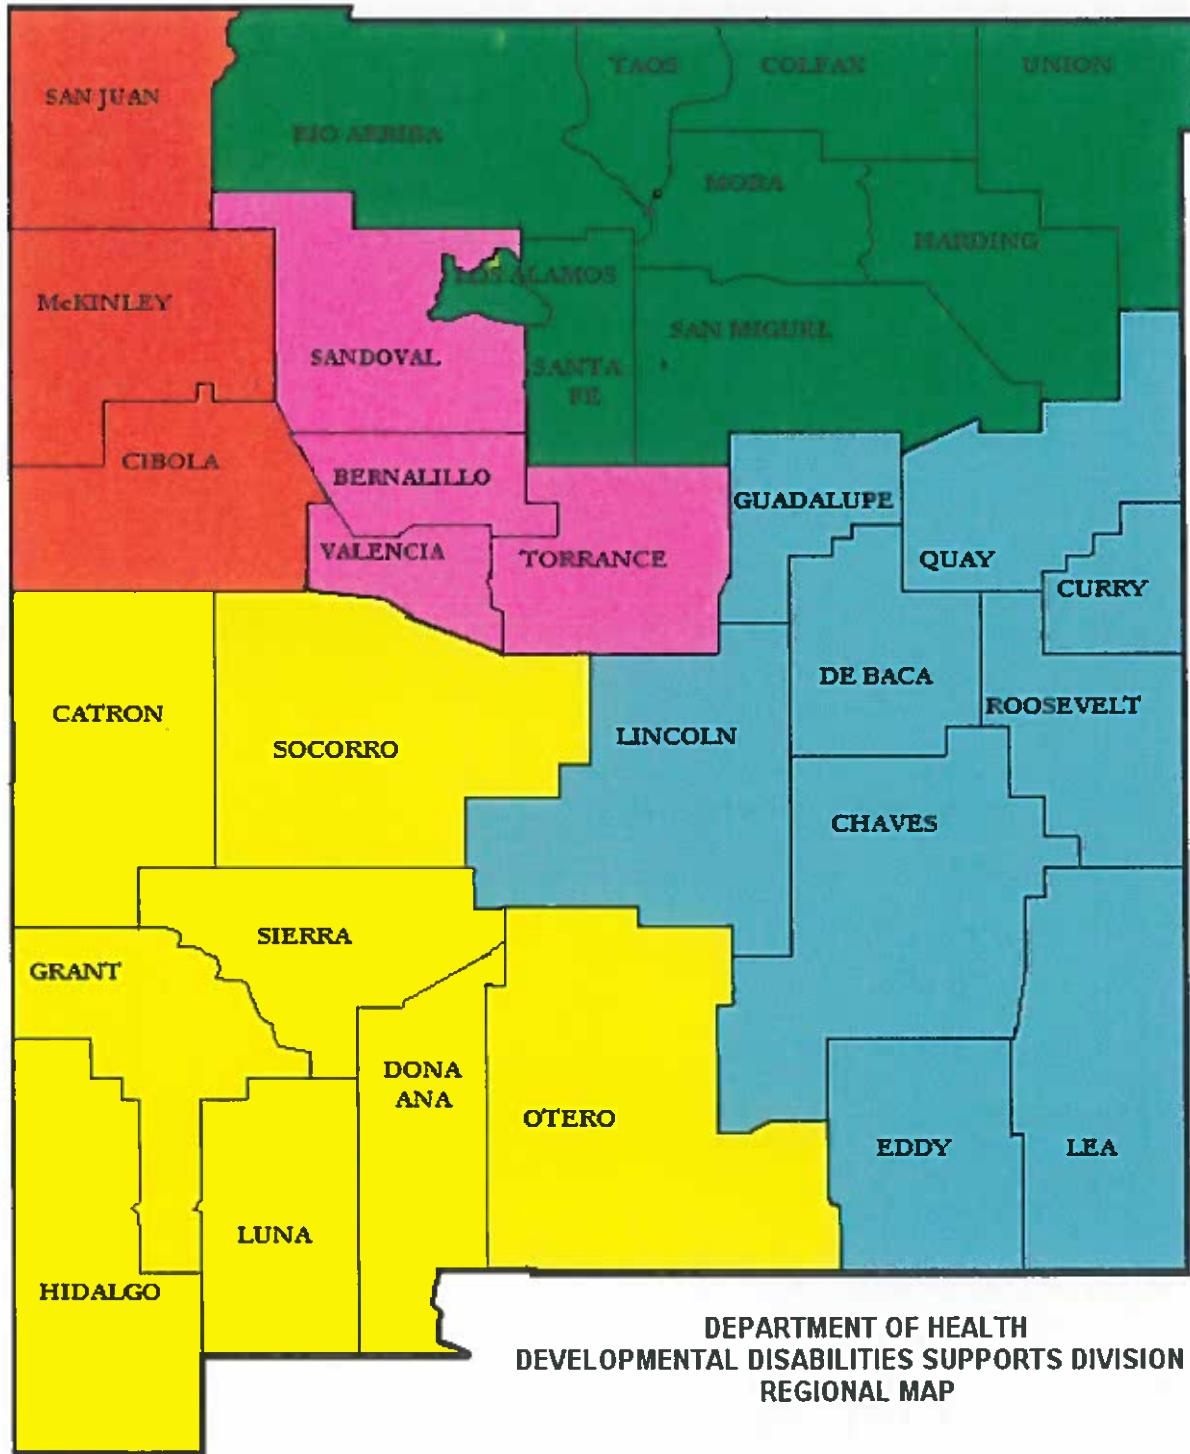 TAOS
COLFAX
UNION
SAN JUAN
RIO ARRIBA
MORA
HARDING
McKINLEY
LOS ALAMOS
SAN MIGUEL
SANDOVAL
SANTA
FE
CIBOLA
BERNALILLO
GUADALUPE
VALENCIA
TORRANCE
QUAY
CURRY
DE BACA
ROOSEVELT
CATRON
SOCORRO
LINCOLN
CHAVES
SIERRA
GRANT
DONA
ANA
OTERO
EDDY
LEA
LUNA
HIDALGO
DEPARTMENT OF HEALTH
DEVELOPMENTAL DISABILITIES SUPPORTS DIVISION
REGIONAL MAP